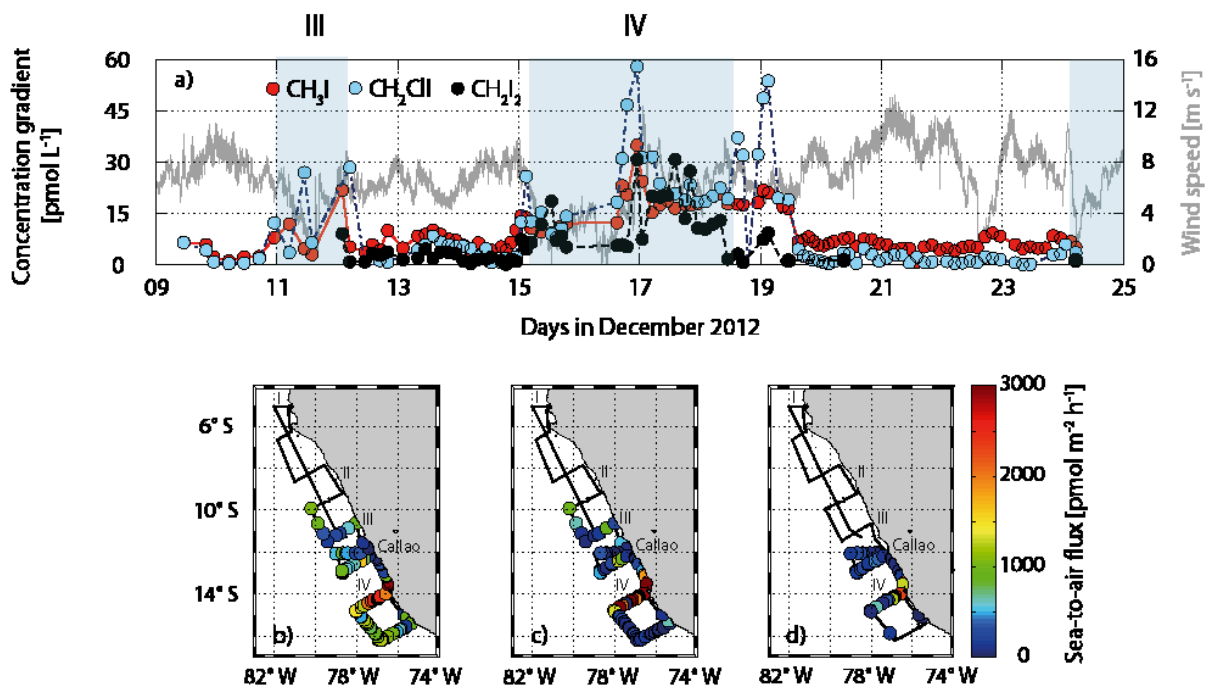 III IV
Concentration gradient
[pmol L⁻¹]
a) CH₃I CH₂ClI CH₂I₂
60
45
30
15
0
16
12
8
4
0
Wind speed [m s⁻¹]
09 11 13 15 17 19 21 23 25
Days in December 2012
6° S
10° S
14° S
I
II
III
Callao
IV
b)
82° W 78° W 74° W
I
II
III
Callao
IV
c)
82° W 78° W 74° W
I
II
III
Callao
IV
d)
82° W 78° W 74° W
3000
2000
1000
0
Sea-to-air flux [pmol m⁻² h⁻¹]